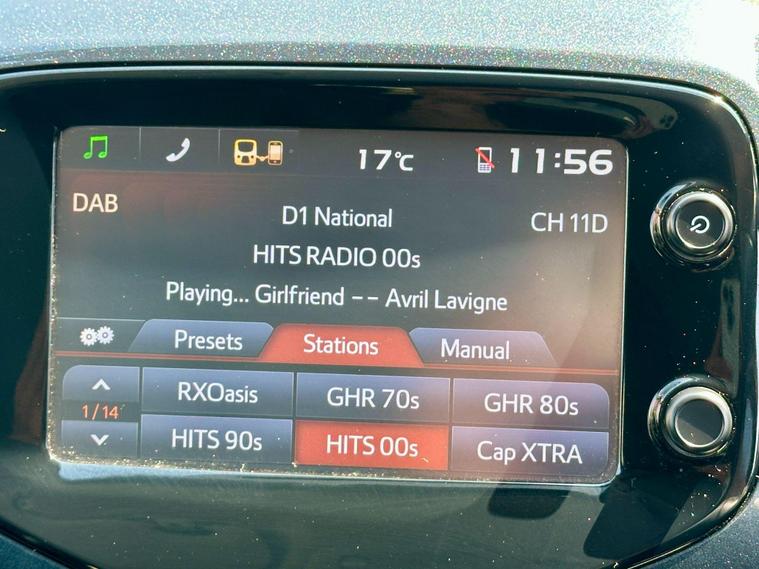 17°C
11:56
DAB
D1 National
CH 11D
HITS RADIO 00s
Playing... Girlfriend -- Avril Lavigne
Presets
Stations
Manual
1/14
RXOasis
GHR 70s
GHR 80s
HITS 90s
HITS 00s
Cap XTRA